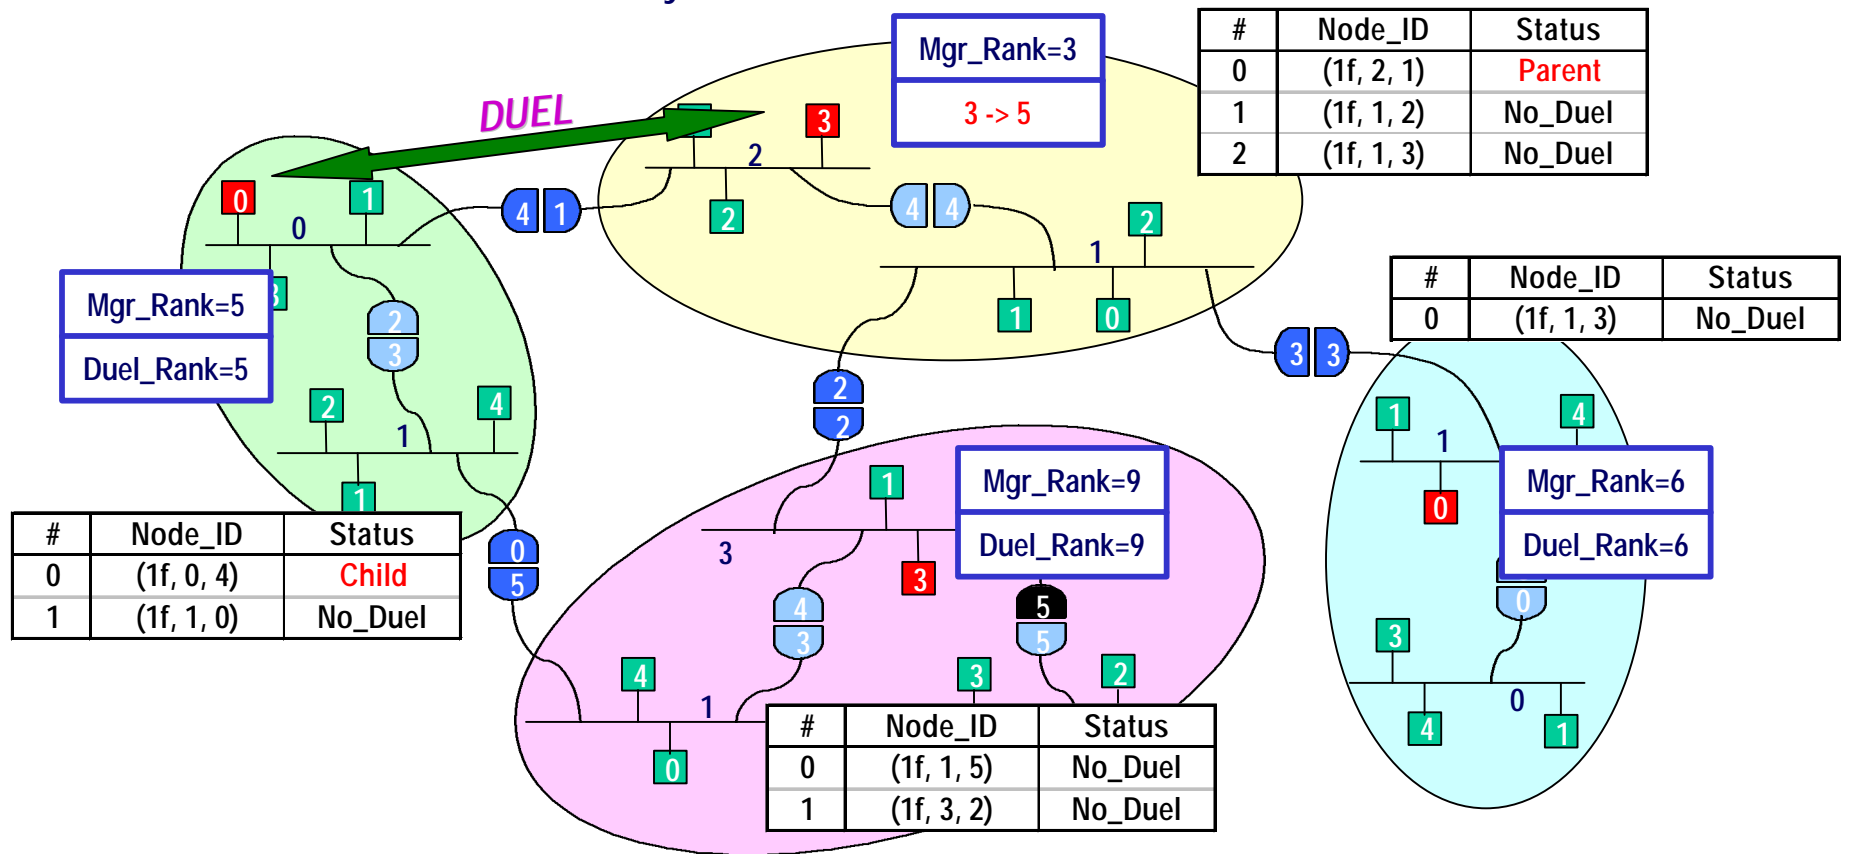 Mgr_Rank=3
3 -> 5
# Node_ID Status
0 (1f, 2, 1) Parent
1 (1f, 1, 2) No_Duel
2 (1f, 1, 3) No_Duel
DUEL
3
2
2
4 1
4 4
2
1
1
0
0
1
0
3
Mgr_Rank=5
Duel_Rank=5
2
3
2
4
1
1
# Node_ID Status
0 (1f, 0, 4) Child
1 (1f, 1, 0) No_Duel
0
5
2
2
3 3
# Node_ID Status
0 (1f, 1, 3) No_Duel
1
4
1
0
Mgr_Rank=6
Duel_Rank=6
0
3
0
4
1
1
Mgr_Rank=9
Duel_Rank=9
3
3
4
3
5
5
4
1
0
3
2
# Node_ID Status
0 (1f, 1, 5) No_Duel
1 (1f, 3, 2) No_Duel